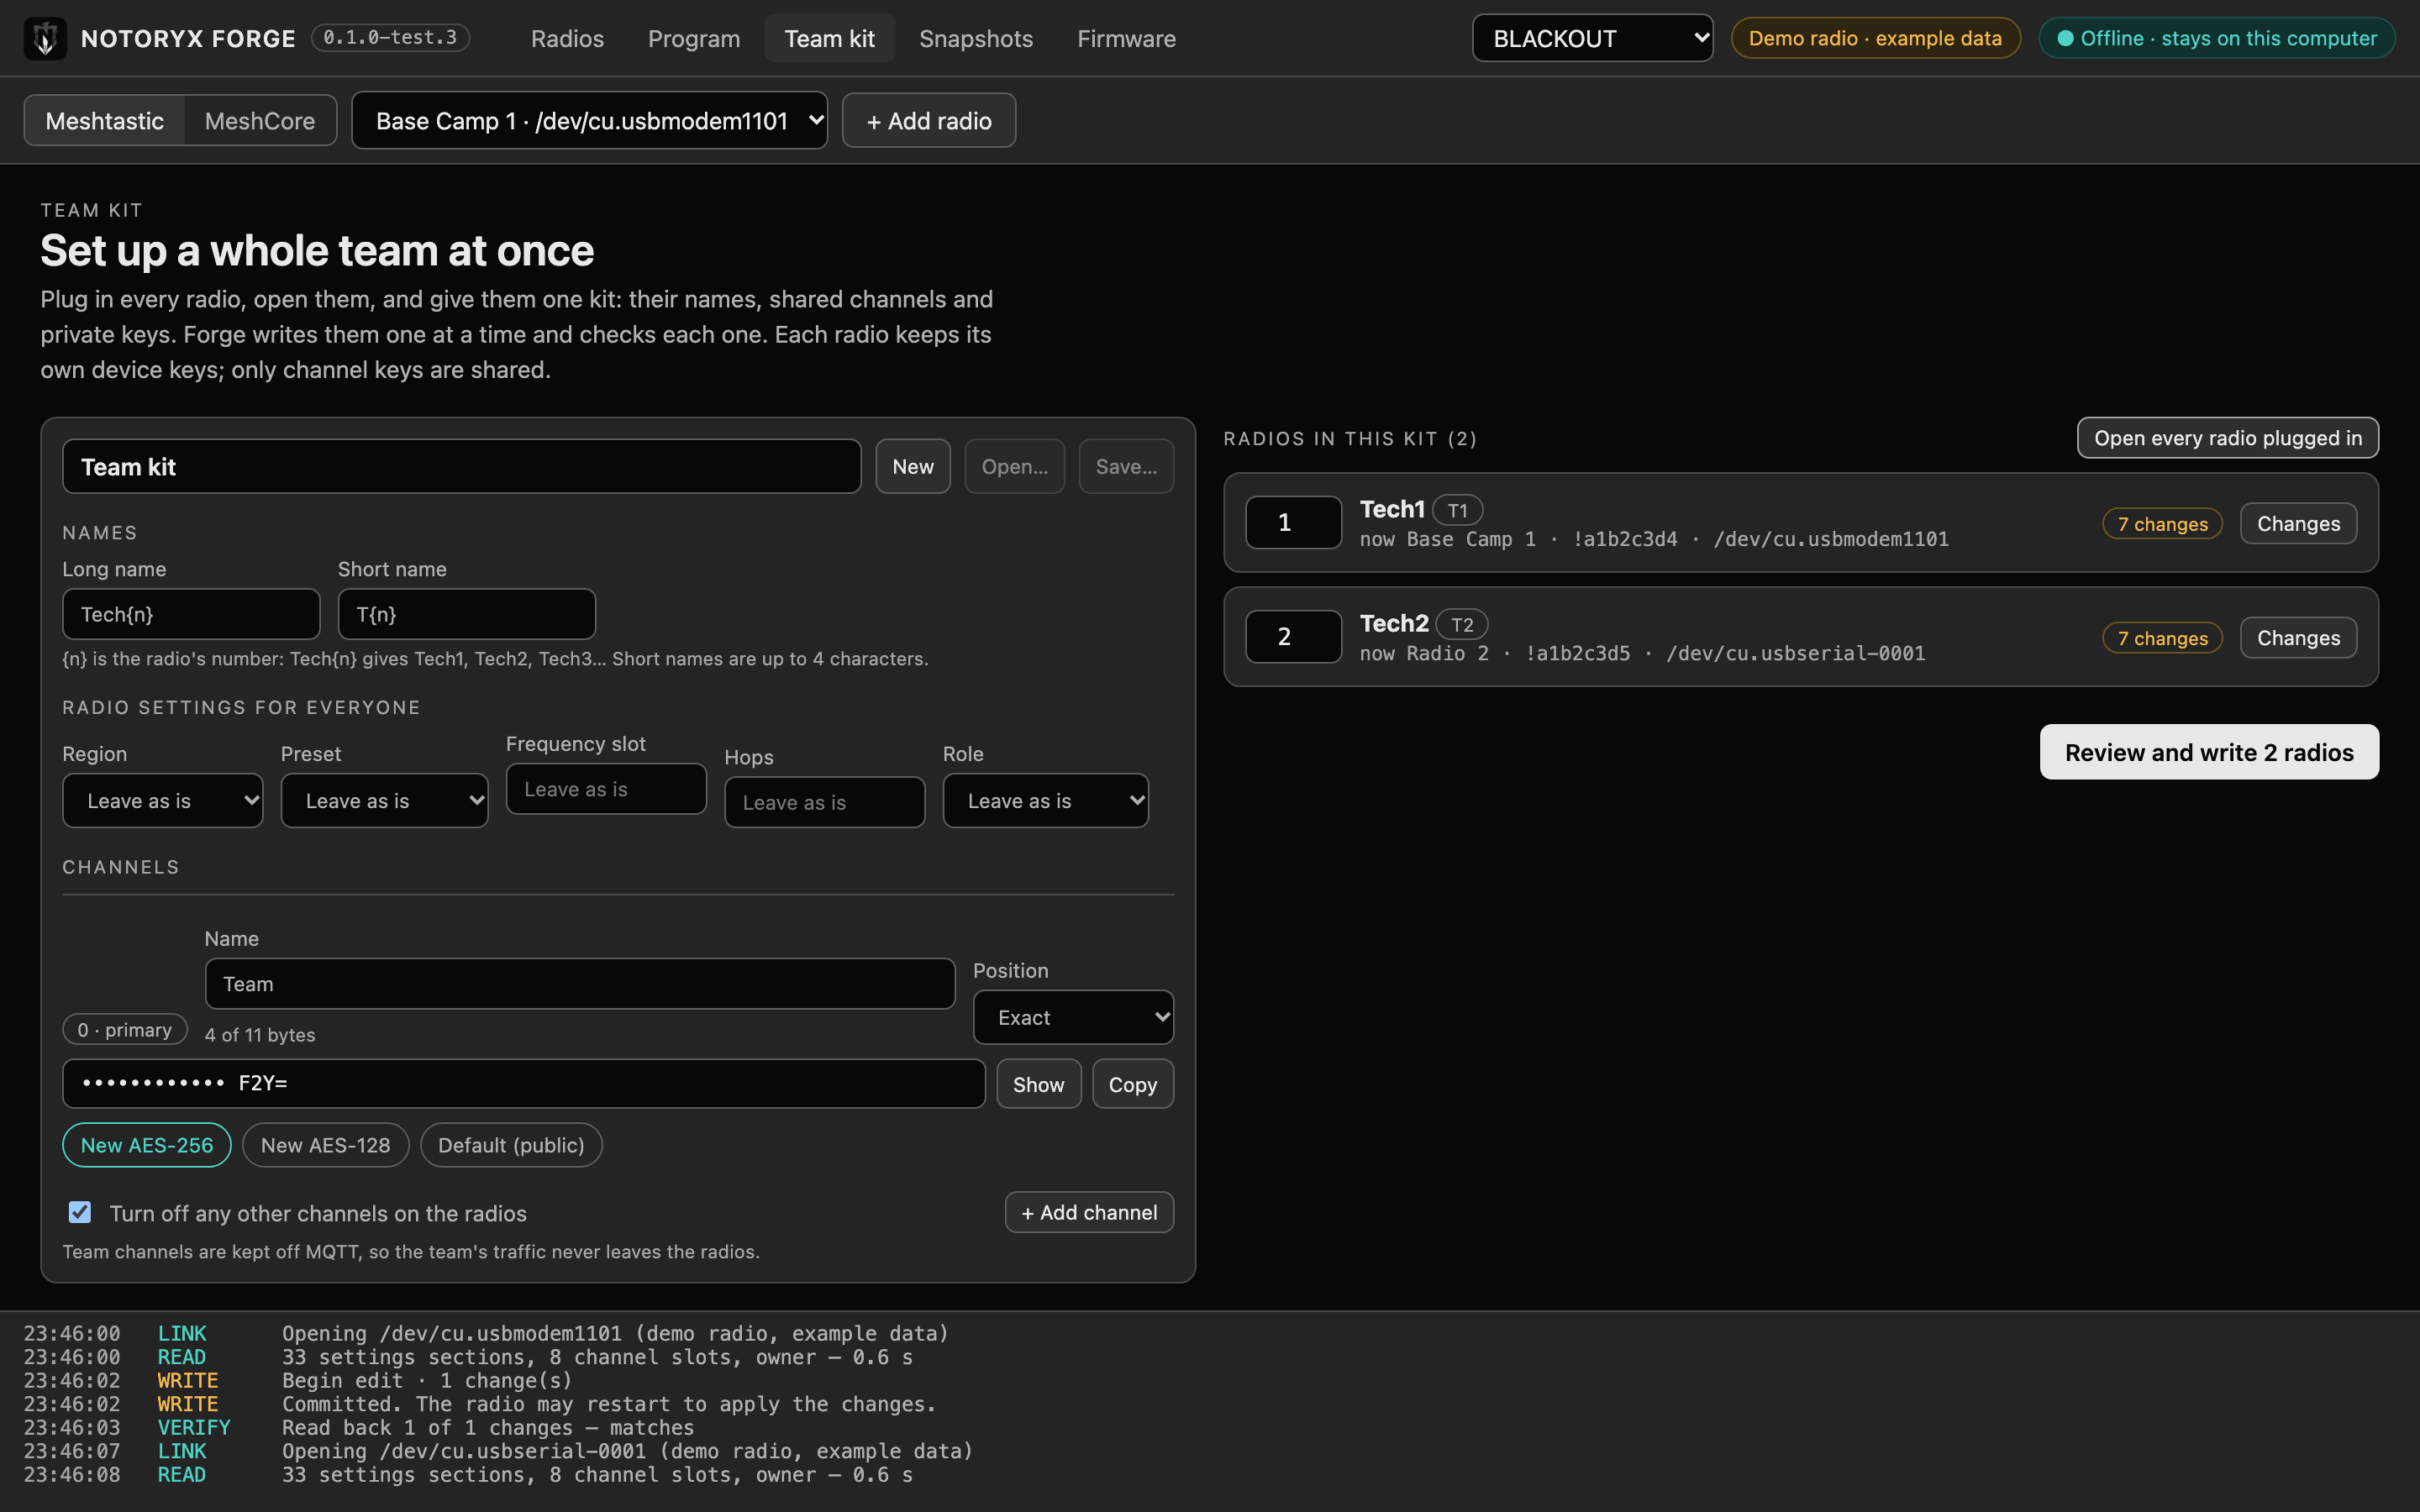 NOTORYX FORGE 0.1.0-test.3 Radios Program Team kit Snapshots Firmware BLACKOUT Demo radio · example data Offline · stays on this computer
Meshtastic MeshCore Base Camp 1 · /dev/cu.usbmodem1101 + Add radio
TEAM KIT
Set up a whole team at once
Plug in every radio, open them, and give them one kit: their names, shared channels and
private keys. Forge writes them one at a time and checks each one. Each radio keeps its
own device keys; only channel keys are shared.
Team kit New Open... Save...
NAMES
Long name Short name
Tech{n} T{n}
{n} is the radio's number: Tech{n} gives Tech1, Tech2, Tech3... Short names are up to 4 characters.
RADIO SETTINGS FOR EVERYONE
Region Preset Frequency slot Hops Role
Leave as is Leave as is Leave as is Leave as is Leave as is
CHANNELS
Name
Team
Position
Exact
0 · primary 4 of 11 bytes
•••••••••••• F2Y= Show Copy
New AES-256 New AES-128 Default (public)
Turn off any other channels on the radios + Add channel
Team channels are kept off MQTT, so the team's traffic never leaves the radios.
RADIOS IN THIS KIT (2) Open every radio plugged in
1 Tech1 T1 7 changes Changes
now Base Camp 1 · !a1b2c3d4 · /dev/cu.usbmodem1101
2 Tech2 T2 7 changes Changes
now Radio 2 · !a1b2c3d5 · /dev/cu.usbserial-0001
Review and write 2 radios
23:46:00 LINK Opening /dev/cu.usbmodem1101 (demo radio, example data)
23:46:00 READ 33 settings sections, 8 channel slots, owner — 0.6 s
23:46:02 WRITE Begin edit · 1 change(s)
23:46:02 WRITE Committed. The radio may restart to apply the changes.
23:46:03 VERIFY Read back 1 of 1 changes — matches
23:46:07 LINK Opening /dev/cu.usbserial-0001 (demo radio, example data)
23:46:08 READ 33 settings sections, 8 channel slots, owner — 0.6 s